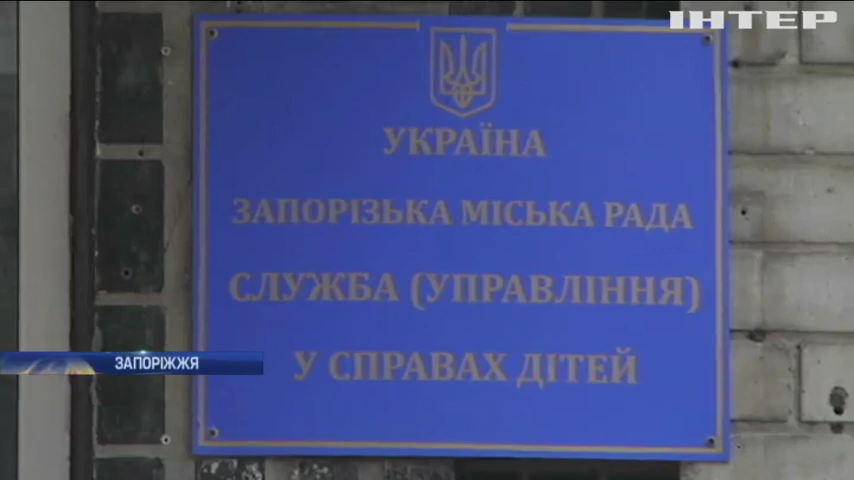 ІНТЕР
УКРАЇНА
ЗАПОРІЗЬКА МІСЬКА РАДА
СЛУЖБА (УПРАВЛІННЯ)
У СПРАВАХ ДІТЕЙ
ЗАПОРІЖЖЯ